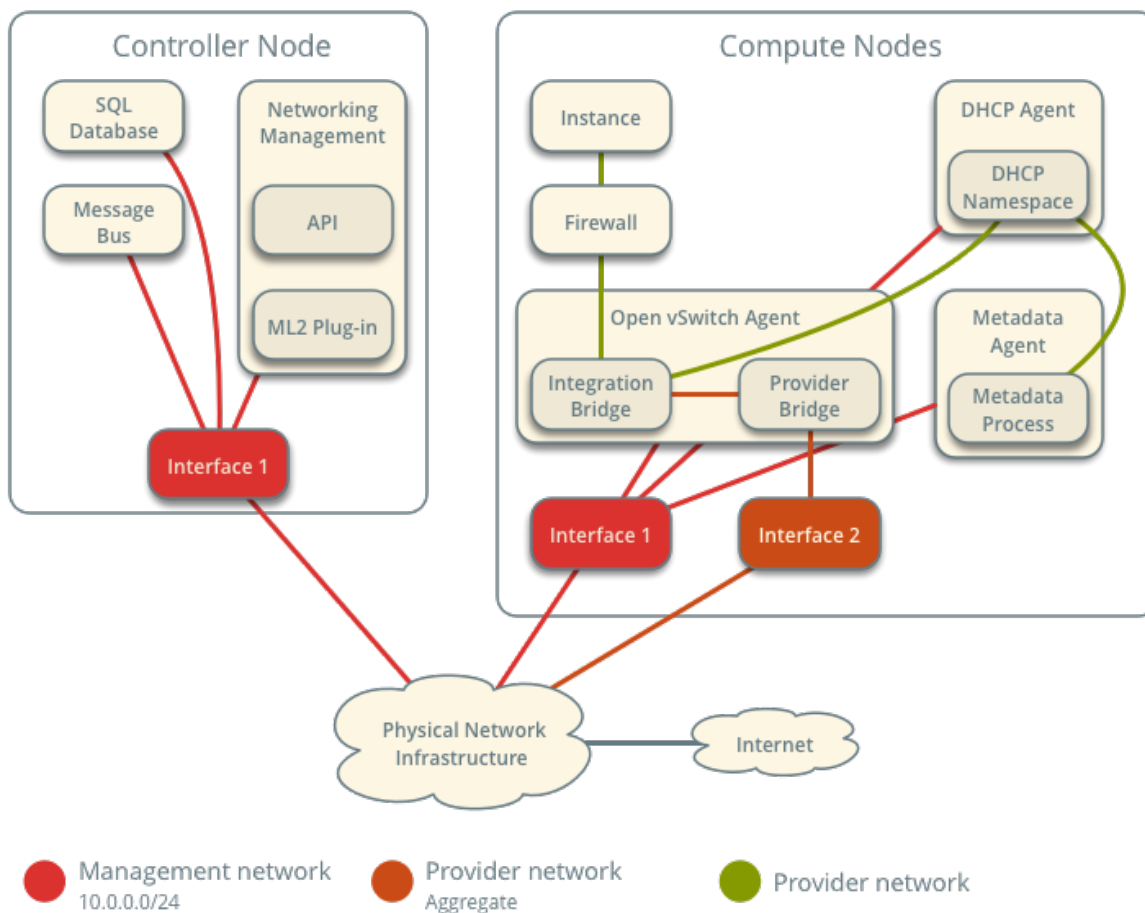 Controller Node
SQL
Database
Networking
Management
Message
Bus
API
ML2 Plug-in
Interface 1
Compute Nodes
Instance
DHCP Agent
DHCP
Namespace
Firewall
Open vSwitch Agent
Metadata
Agent
Integration
Bridge
Provider
Bridge
Metadata
Process
Interface 1
Interface 2
Physical Network
Infrastructure
Internet
Management network
10.0.0.0/24
Provider network
Aggregate
Provider network